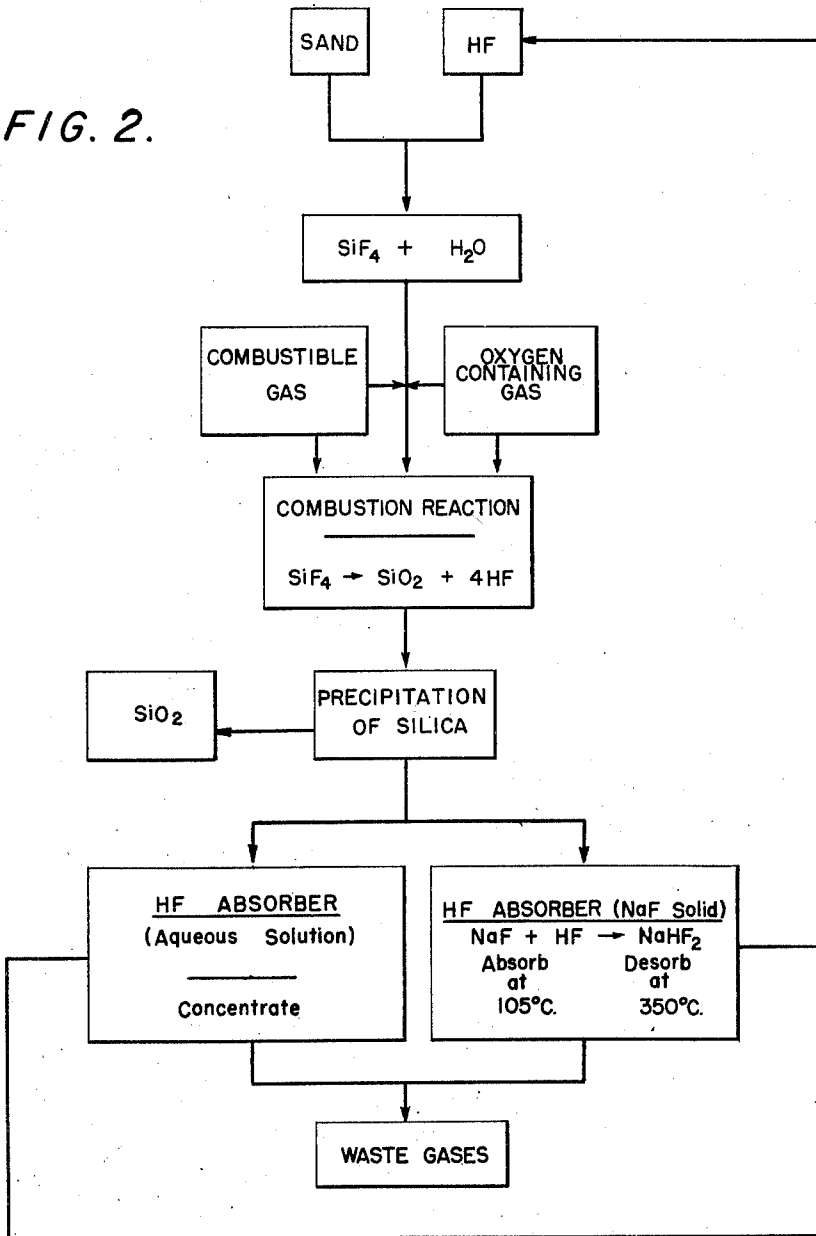 SAND
HF
FIG. 2.
SiF₄ + H₂O
COMBUSTIBLE
GAS
OXYGEN
CONTAINING
GAS
COMBUSTION REACTION
SiF₄ → SiO₂ + 4HF
SiO₂
PRECIPITATION
OF SILICA
HF ABSORBER
(Aqueous Solution)
Concentrate
HF ABSORBER (NaF Solid)
NaF + HF → NaHF₂
Absorb
at
105°C.
Desorb
at
350°C.
WASTE GASES